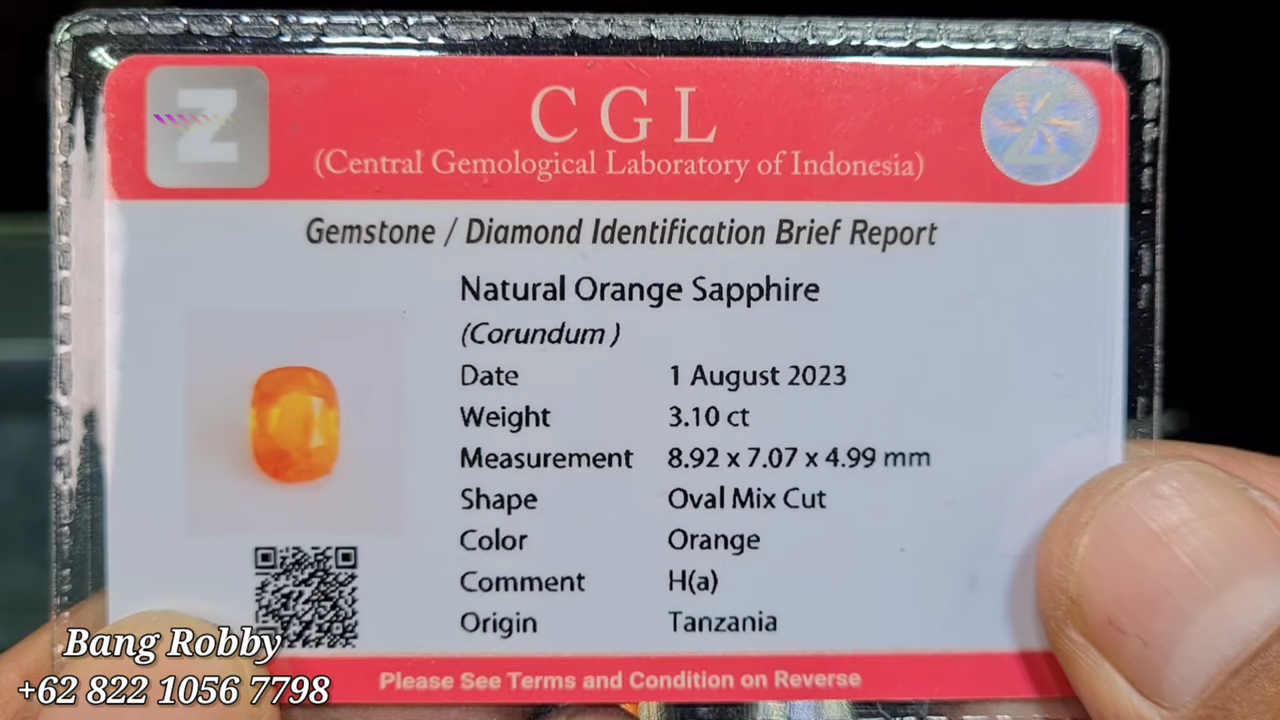 Z
CGL
(Central Gemological Laboratory of Indonesia)
Gemstone / Diamond Identification Brief Report
Natural Orange Sapphire
(Corundum )
Date 1 August 2023
Weight 3.10 ct
Measurement 8.92 x 7.07 x 4.99 mm
Shape Oval Mix Cut
Color Orange
Comment H(a)
Origin Tanzania
Please See Terms and Condition on Reverse
Bang Robby
+62 822 1056 7798